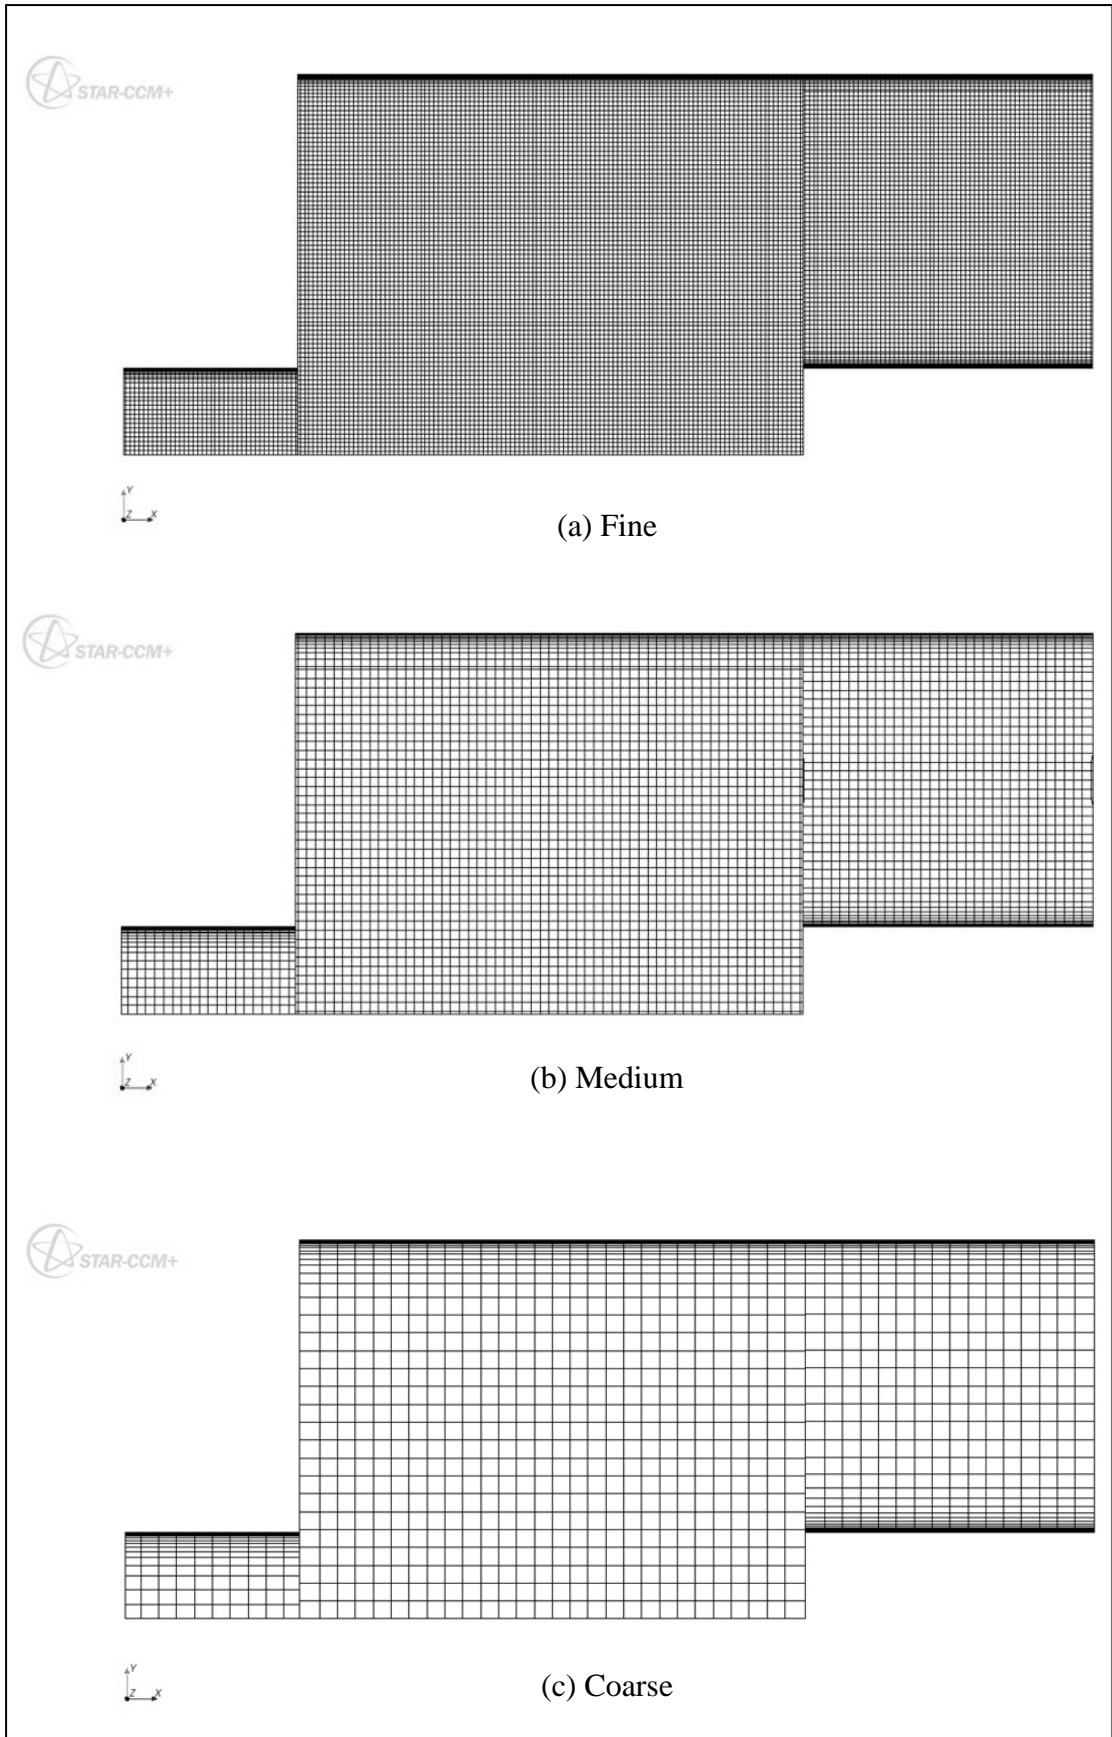 STAR-CCM+
Y
Z X
(a) Fine
STAR-CCM+
Y
Z X
(b) Medium
STAR-CCM+
Y
Z X
(c) Coarse